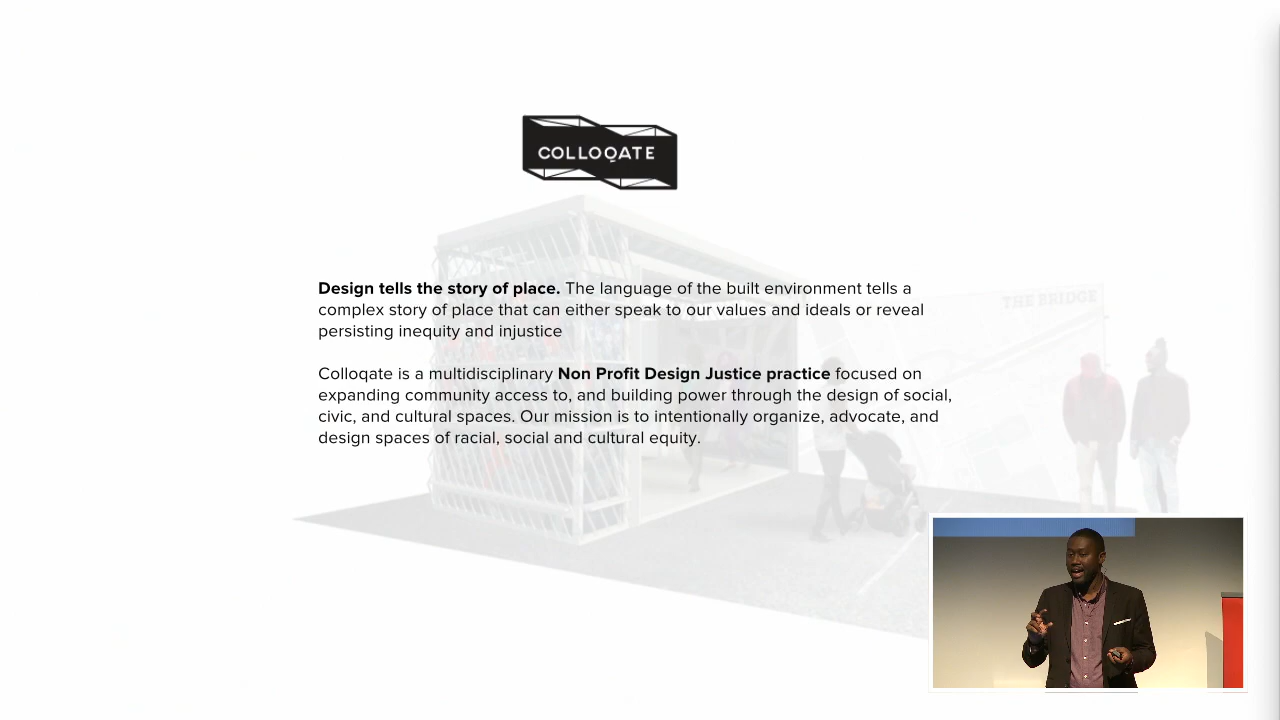 COLLOQATE
Design tells the story of place. The language of the built environment tells a
complex story of place that can either speak to our values and ideals or reveal
persisting inequity and injustice
THE BRIDGE
Colloqate is a multidisciplinary Non Profit Design Justice practice focused on
expanding community access to, and building power through the design of social,
civic, and cultural spaces. Our mission is to intentionally organize, advocate, and
design spaces of racial, social and cultural equity.